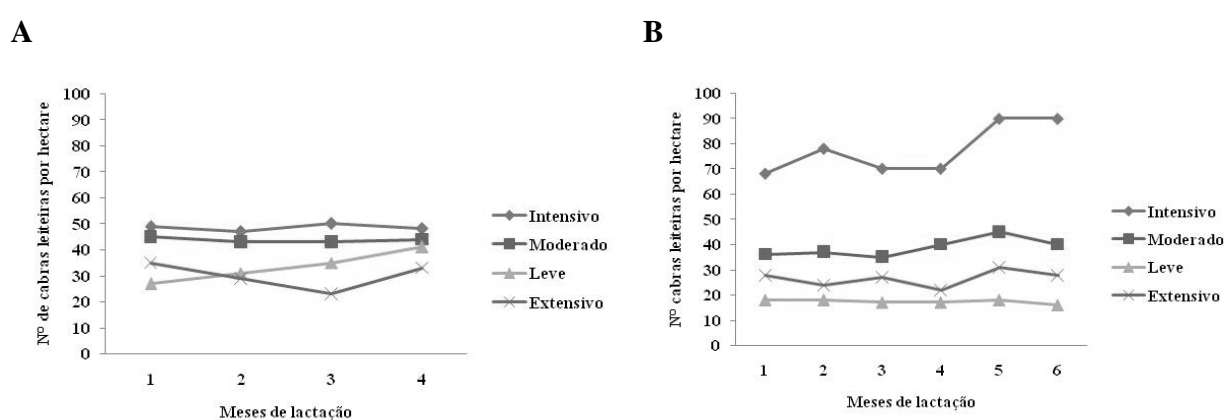 A
Nº de cabras leiteiras por hectare
100
90
80
70
60
50
40
30
20
10
0
1 2 3 4
Meses de lactação
Intensivo
Moderado
Leve
Extensivo
B
Nº cabras leiteiras por hectare
100
90
80
70
60
50
40
30
20
10
0
1 2 3 4 5 6
Meses de lactação
Intensivo
Moderado
Leve
Extensivo